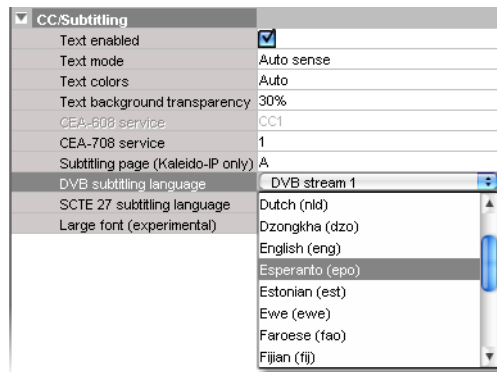 CC/Subtitling
Text enabled
Text mode Auto sense
Text colors Auto
Text background transparency 30%
CEA-608 service CC1
CEA-708 service 1
Subtitling page (Kaleido-IP only) A
DVB subtitling language DVB stream 1
SCTE 27 subtitling language Dutch (nld)
Large font (experimental) Dzongkha (dzo)
English (eng)
Esperanto (epo)
Estonian (est)
Ewe (ewe)
Faroese (fao)
Fijian (fij)